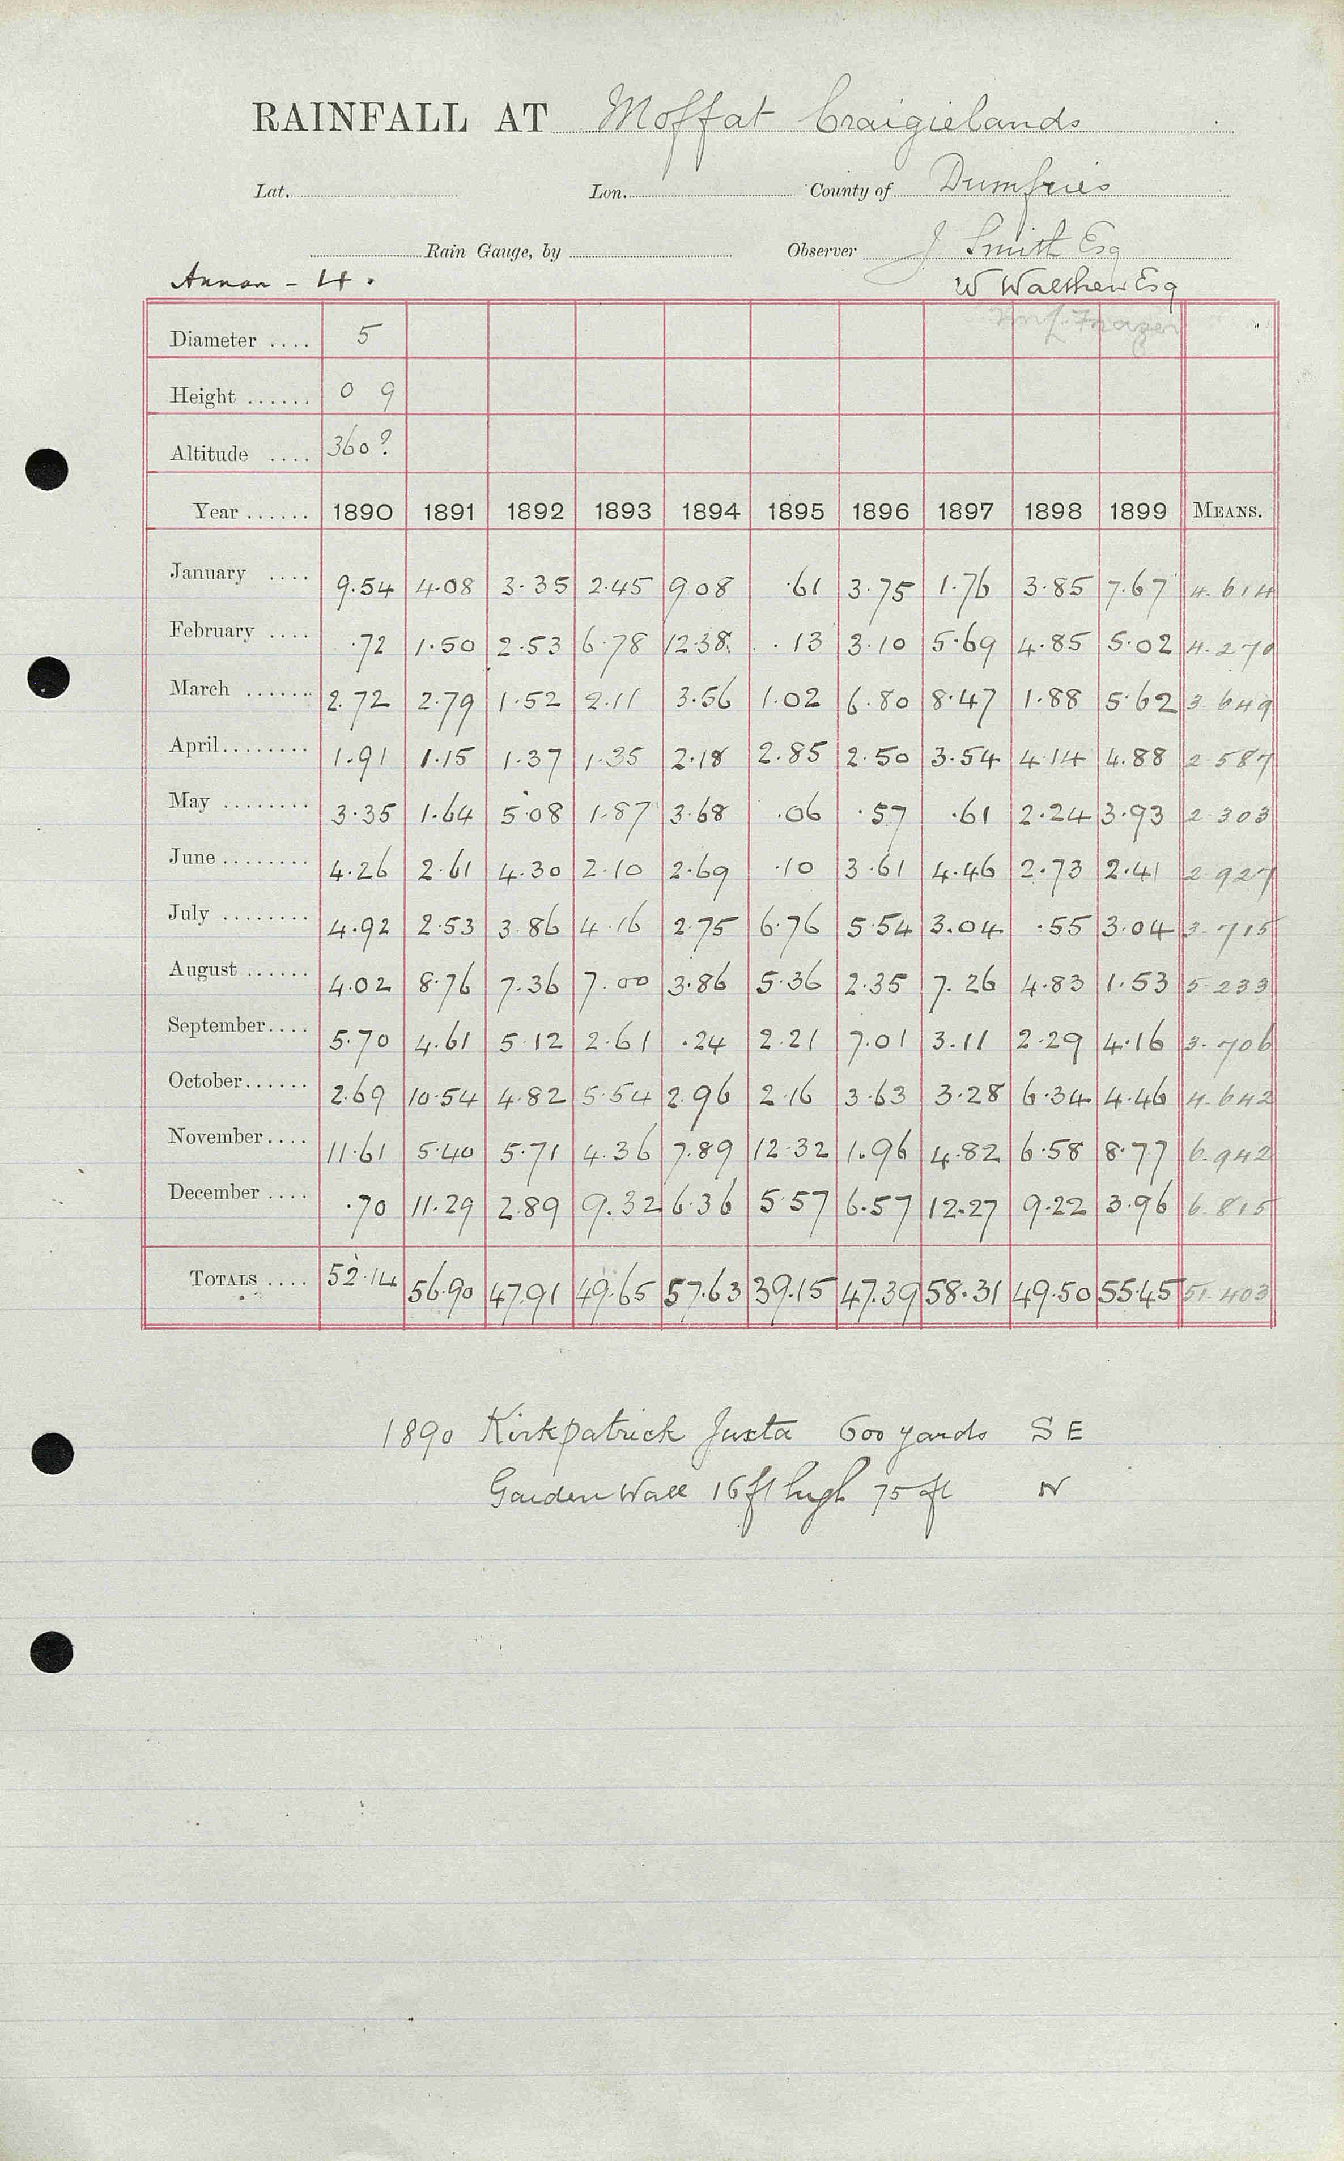 RAINFALL AT Moffat Craigielands
Lat. Lon. County of Dumfries
Rain Gauge, by Observer J Smith Esq
Annan - 4. W Walthew Esq
Diameter .... 5
Height ...... 0 9
Altitude .... 360?
Year ...... 1890 1891 1892 1893 1894 1895 1896 1897 1898 1899 MEANS.
January .... 9.54 4.08 3.35 2.45 9.08 .61 3.75 1.76 3.85 7.67 4.614
February .... .72 1.50 2.53 6.78 12.38 .13 3.10 5.69 4.85 5.02 4.270
March ....... 2.72 2.79 1.52 2.11 3.56 1.02 6.80 8.47 1.88 5.62 3.649
April ........ 1.91 1.15 1.37 1.35 2.18 2.85 2.50 3.54 4.14 4.88 2.587
May ........ 3.35 1.64 5.08 1.87 3.68 .06 .57 .61 2.24 3.93 2.303
June ........ 4.26 2.61 4.30 2.10 2.69 .10 3.61 4.46 2.73 2.41 2.927
July ........ 4.92 2.53 3.86 4.16 2.75 6.76 5.54 3.04 .55 3.04 3.715
August ...... 4.02 8.76 7.36 7.00 3.86 5.36 2.35 7.26 4.83 1.53 5.233
September .... 5.70 4.61 5.12 2.61 .24 2.21 7.01 3.11 2.29 4.16 3.706
October ...... 2.69 10.54 4.82 5.54 2.96 2.16 3.63 3.28 6.34 4.46 4.642
November .... 11.61 5.40 5.71 4.36 7.89 12.32 1.96 4.82 6.58 8.77 6.942
December .... .70 11.29 2.89 9.32 6.36 5.57 6.57 12.27 9.22 3.96 6.815
TOTALS .... 52.14 56.90 47.91 49.65 57.63 39.15 47.39 58.31 49.50 55.45 51.403
1890 Kirkpatrick Juxta 600 yards S E
Garden Wall 16 ft high 75 ft N